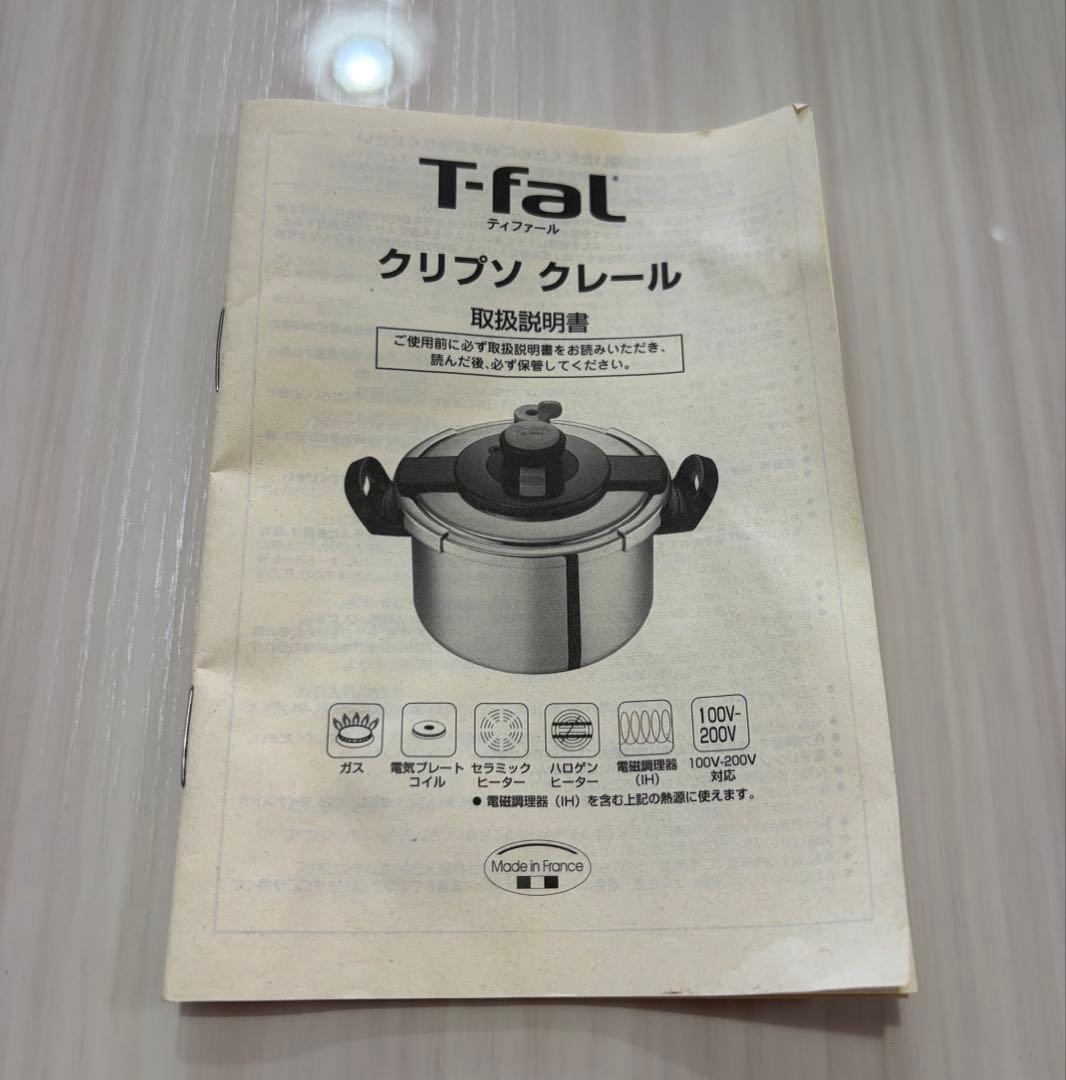 T-fal®
ティファール
クリプソ クレール
取扱説明書
ご使用前に必ず取扱説明書をお読みいただき、
読んだ後、必ず保管してください。
100V-
200V
ガス
電気プレート
コイル
セラミック
ヒーター
ハロゲン
ヒーター
電磁調理器
(IH)
100V-200V
対応
● 電磁調理器（IH）を含む上記の熱源に使えます。
Made in France